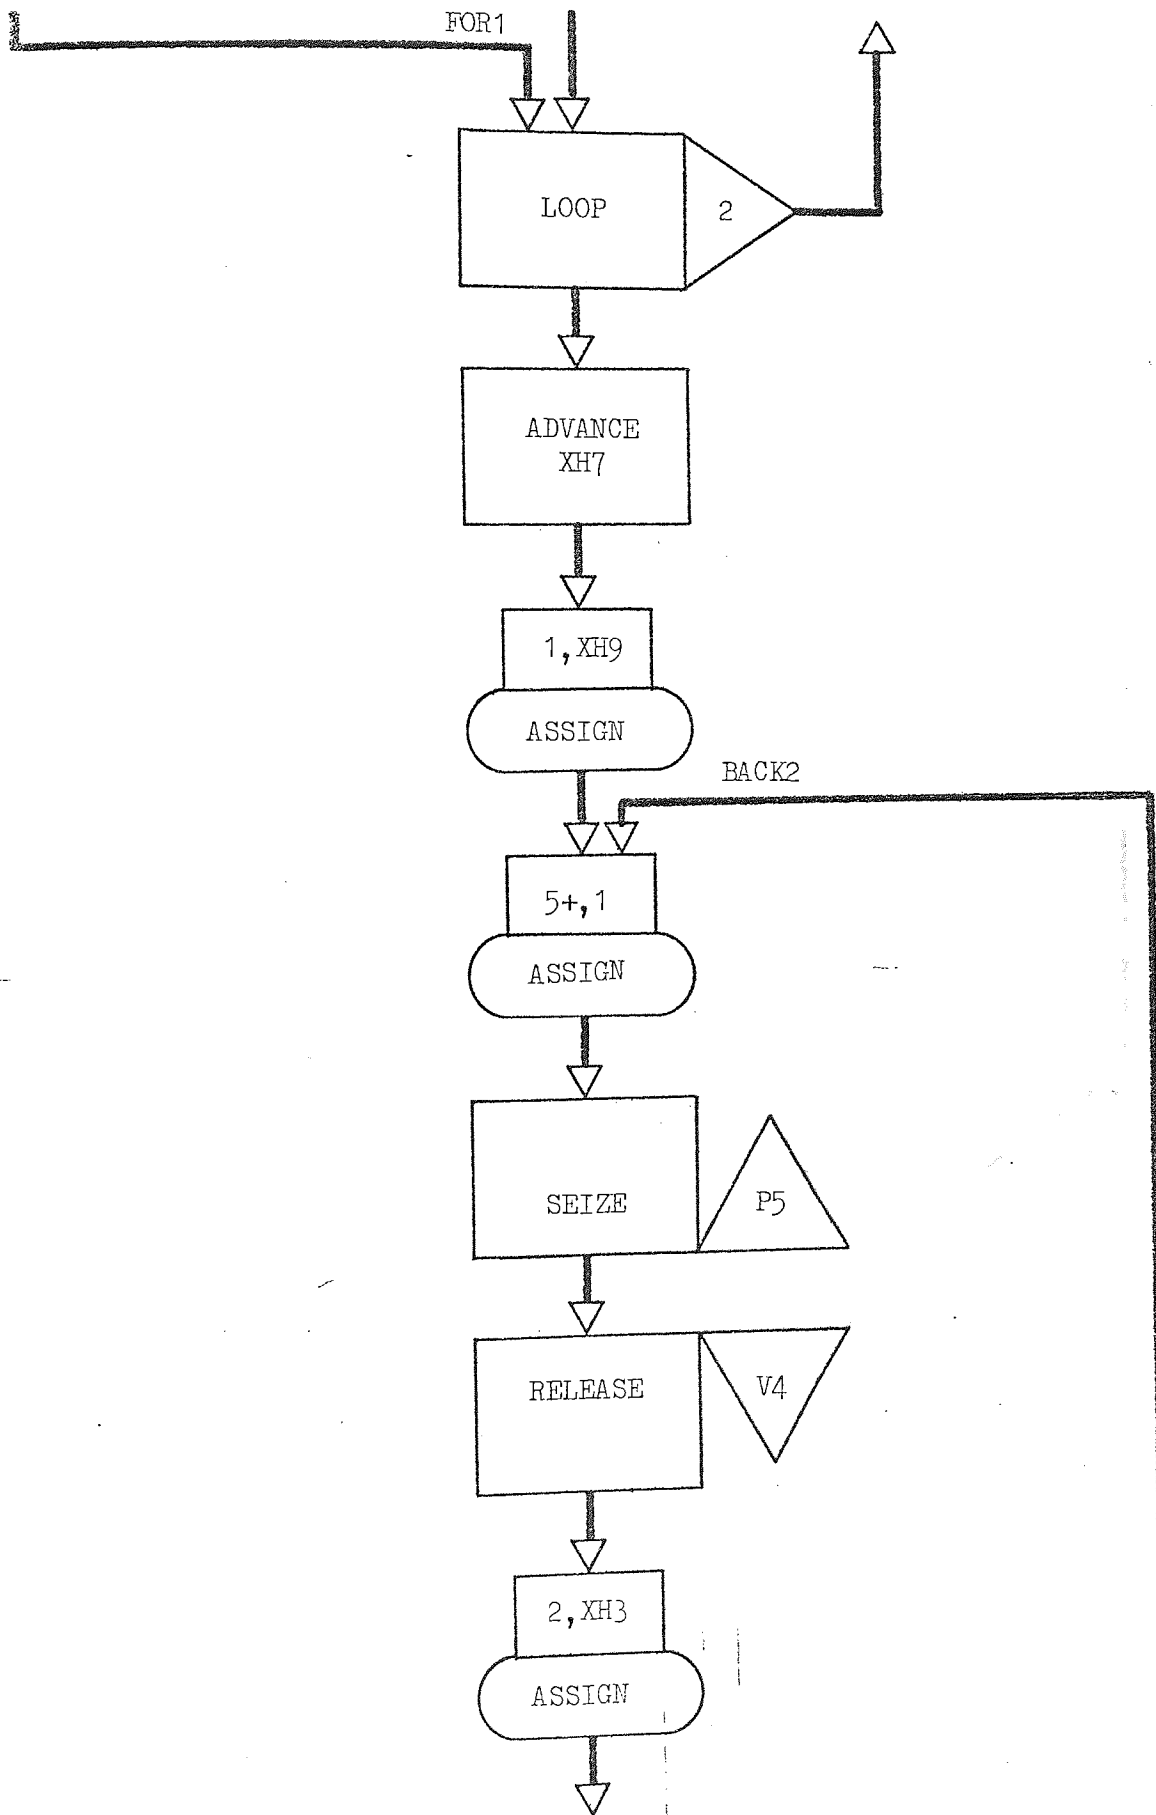 FOR1
LOOP
2
ADVANCE
XH7
1,XH9
ASSIGN
BACK2
5+,1
ASSIGN
SEIZE
P5
RELEASE
V4
2,XH3
ASSIGN